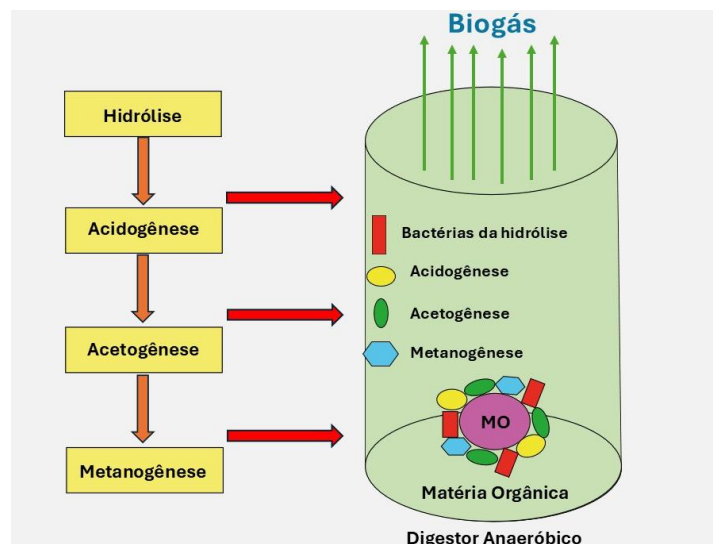 Biogás
Hidrólise
Acidogênese
Acetogênese
Metanogênese
Bactérias da hidrólise
Acidogênese
Acetogênese
Metanogênese
MO
Matéria Orgânica
Digestor Anaeróbico